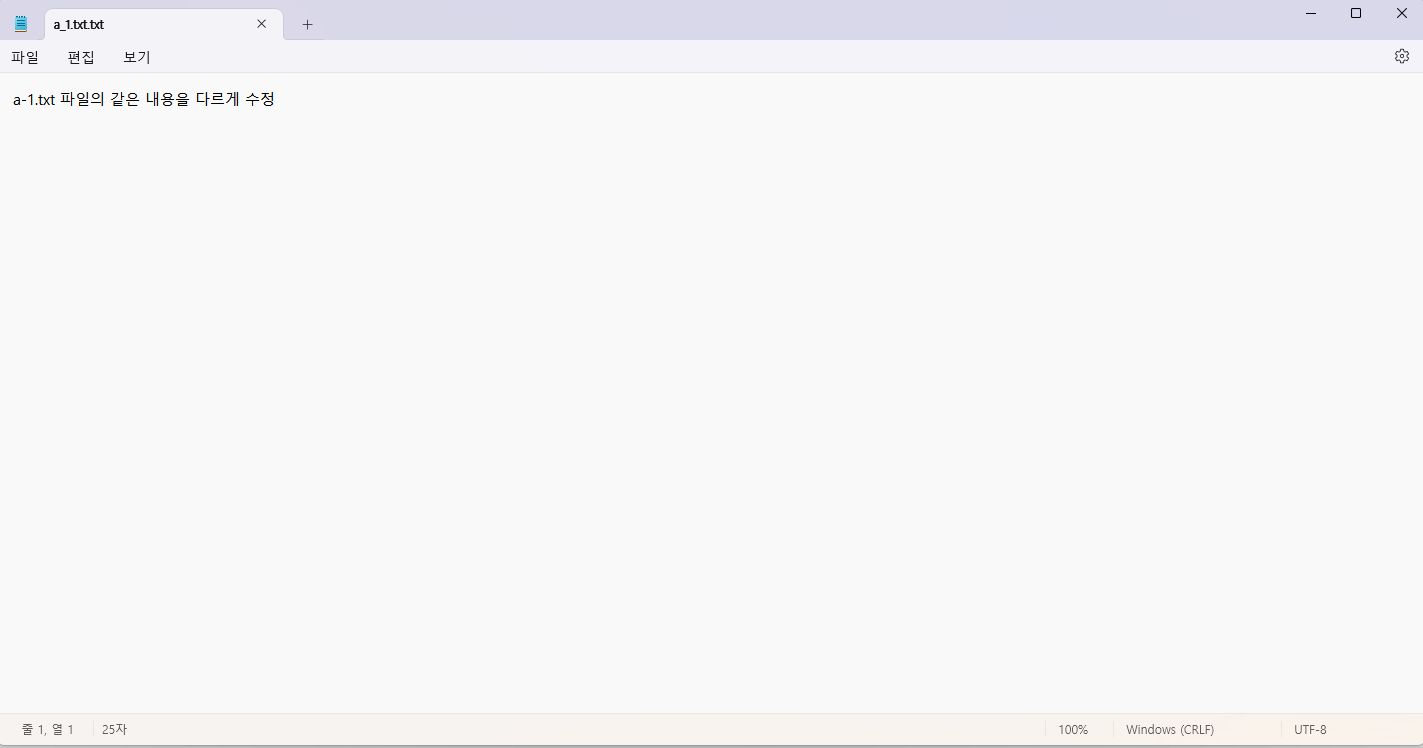 a_1.txt.txt
파일 편집 보기
a-1.txt 파일의 같은 내용을 다르게 수정
줄 1, 열 1 25자 100% Windows (CRLF) UTF-8